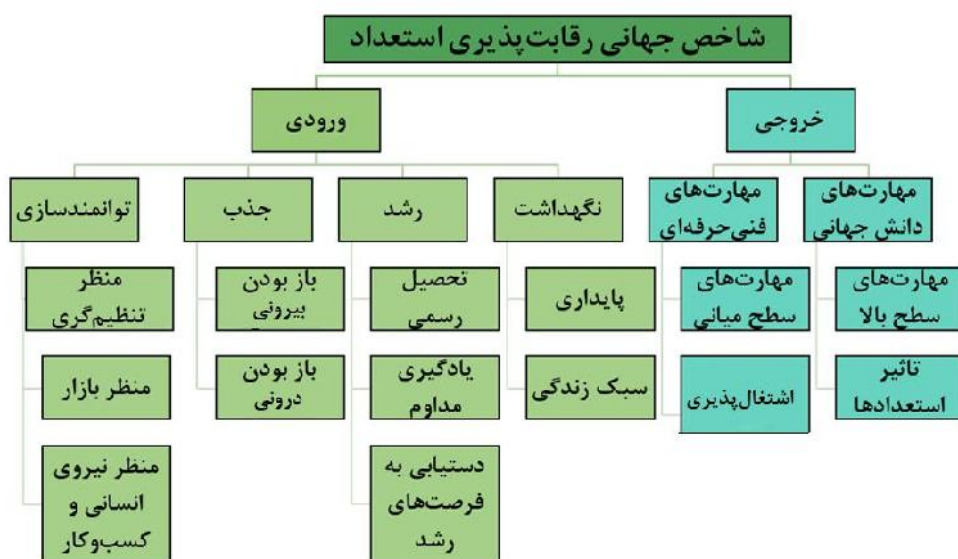 شاخص جهانی رقابت‌پذیری استعداد
خروجی
ورودی
مهارت‌های
دانش جهانی
مهارت‌های
فنی‌حرفه‌ای
نگهداشت
رشد
جذب
توانمندسازی
مهارت‌های
سطح بالا
مهارت‌های
سطح میانی
پایداری
تحصیل
رسمی
باز بودن
بیرونی
منظر
تنظیم‌گری
تاثیر
استعدادها
اشتغال‌پذیری
سبک زندگی
یادگیری
مداوم
باز بودن
درونی
منظر بازار
دستیابی به
فرصت‌های
رشد
منظر نیروی
انسانی و
کسب‌وکار